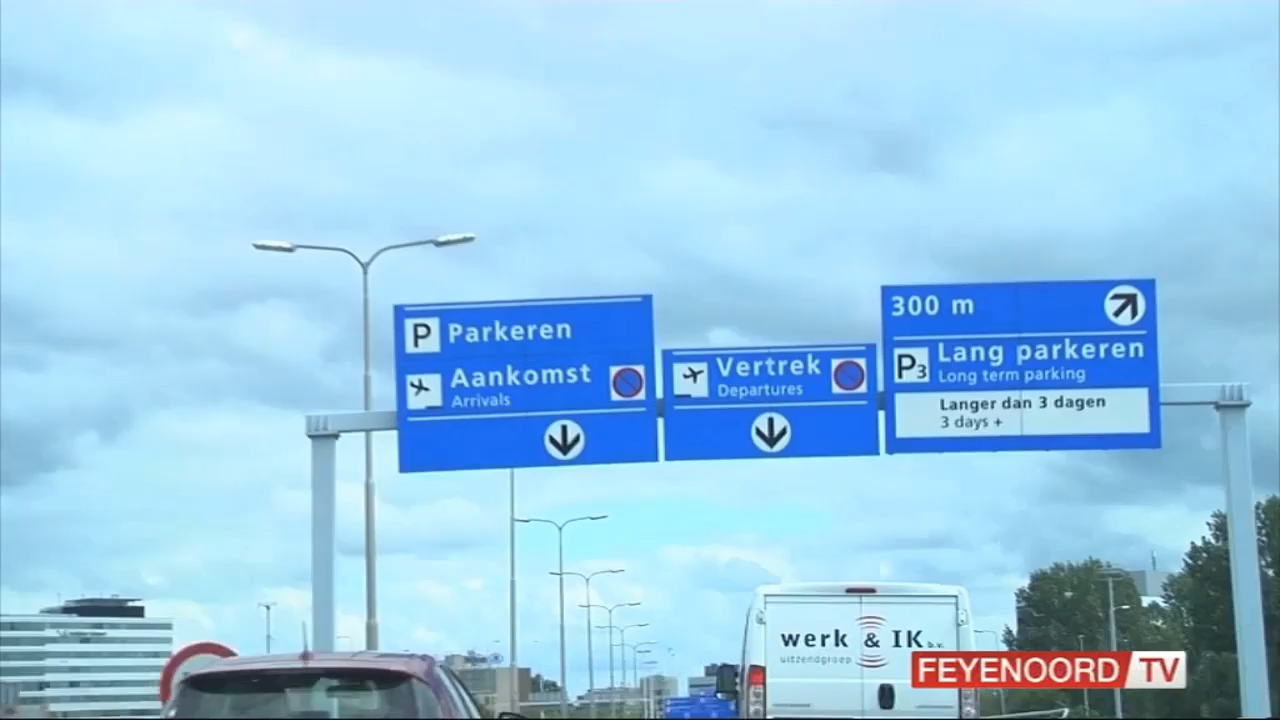 P Parkeren
Aankomst
Arrivals
Vertrek
Departures
300 m
P3 Lang parkeren
Long term parking
Langer dan 3 dagen
3 days +
werk & IK b.v.
uitzendgroep
FEYENOORD TV